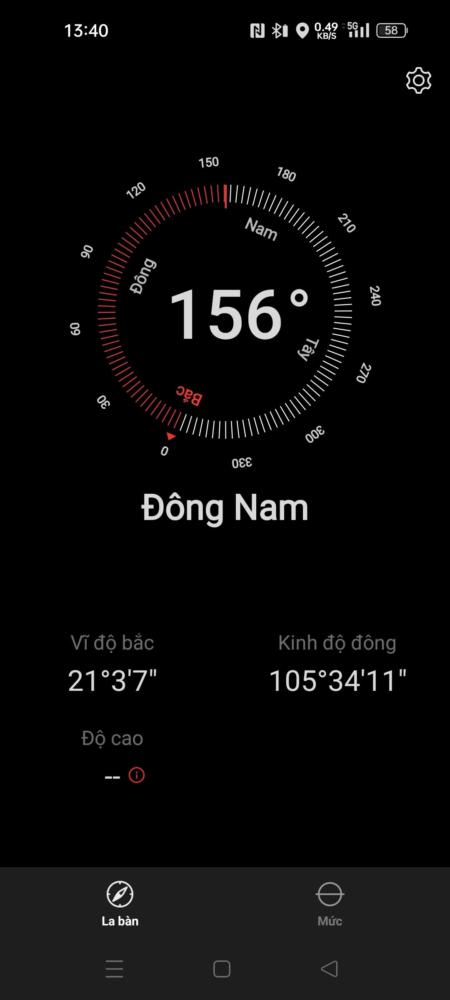 13:40
0.49 KB/S
5G
58
150
180
120
210
Nam
90
Đông
240
156°
60
Tây
270
Bắc
30
300
0
330
Đông Nam
Vĩ độ bắc
Kinh độ đông
21°3'7"
105°34'11"
Độ cao
--
La bàn
Mức